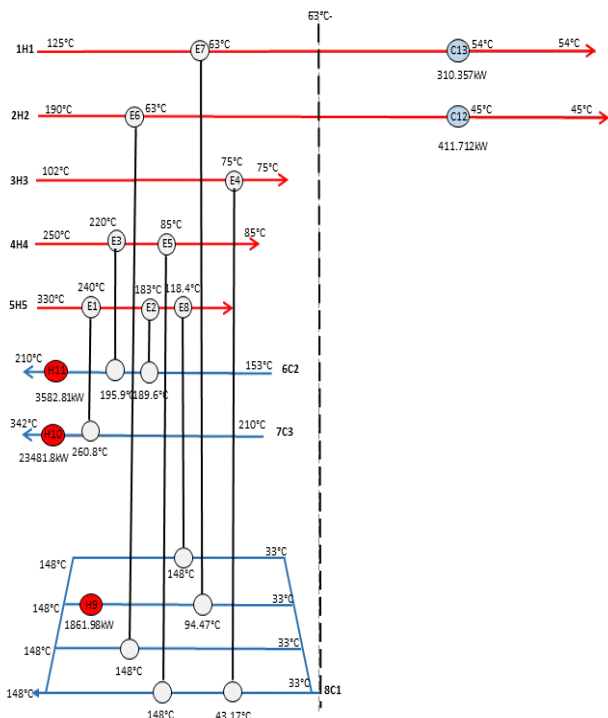 63°C-
1H1 125°C E7 63°C C13 54°C 54°C
310.357kW
2H2 190°C E6 63°C C12 45°C 45°C
411.712kW
75°C
3H3 102°C E4 75°C
220°C 85°C
4H4 250°C E3 E5 85°C
240°C 183°C 118.4°C
5H5 330°C E1 E2 E8
210°C H11 153°C 6C2
3582.81kW 195.9°C 189.6°C
342°C H10 210°C 7C3
23481.8kW 260.8°C
148°C 148°C 33°C
148°C H9 33°C
1861.98kW 94.47°C
148°C 33°C
148°C
148°C 33°C 8C1
148°C 43.17°C